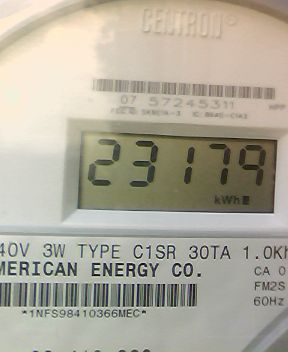 CENTRON®
07 57245311
23179
kWh
40V 3W TYPE C1SR 30TA 1.0Kh
MERICAN ENERGY CO.
CA 0
FM2S
60Hz
*1NFS98410366MEC*